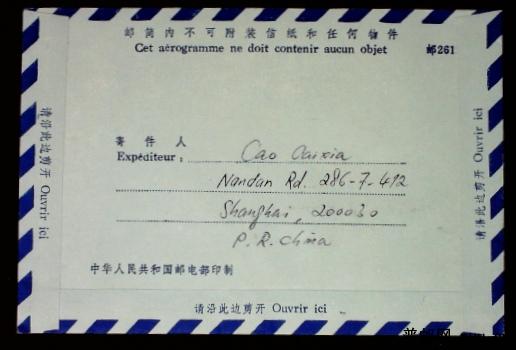 邮筒内不可附装信纸和任何物件
Cet aérogramme ne doit contenir aucun objet
邮261
请沿此边剪开 Ouvrir ici
寄件人
Expéditeur:
Cao Caixia
Nandan Rd. 286-7-412
Shanghai, 200030
P. R. China
中华人民共和国邮电部印制
请沿此边剪开 Ouvrir ici
请沿此边剪开 Ouvrir ici